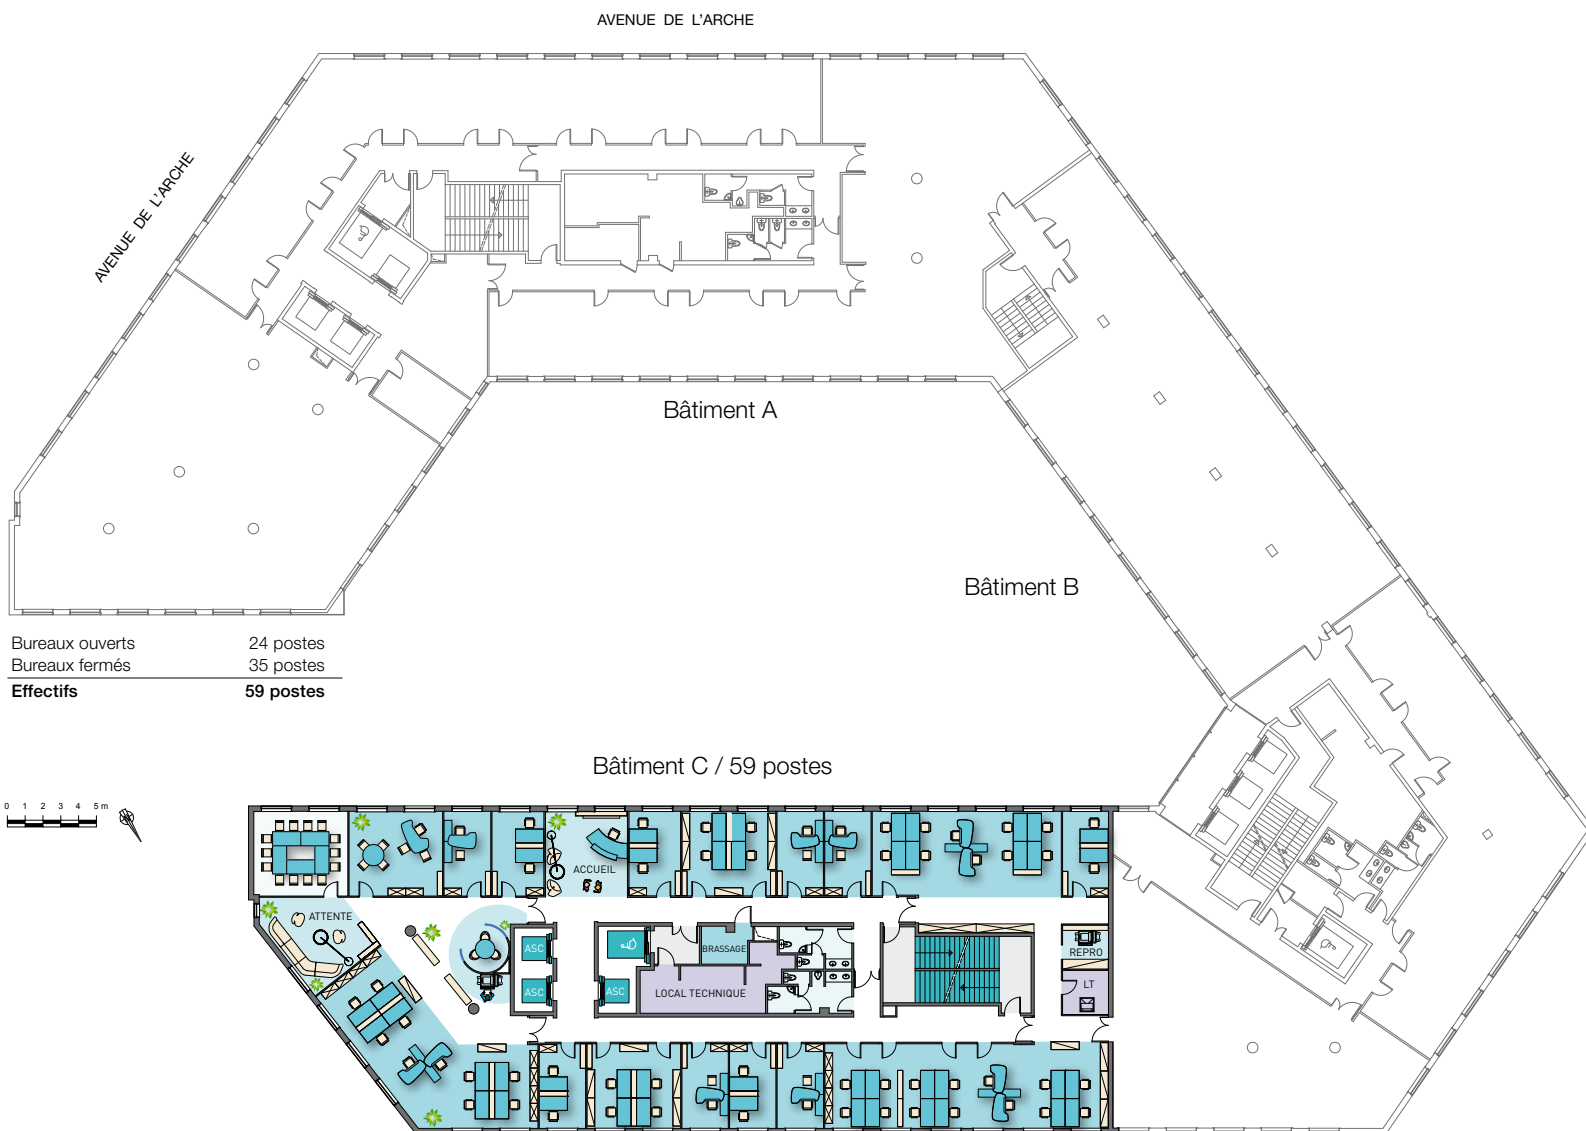 AVENUE DE L'ARCHE
AVENUE DE L'ARCHE
Bâtiment A
Bâtiment B
Bureaux ouverts 24 postes
Bureaux fermés 35 postes
Effectifs 59 postes
Bâtiment C / 59 postes
0 1 2 3 4 5 m
ACCUEIL
ATTENTE
ASC
BRASSAGE
REPRO
ASC
ASC
LOCAL TECHNIQUE
LT